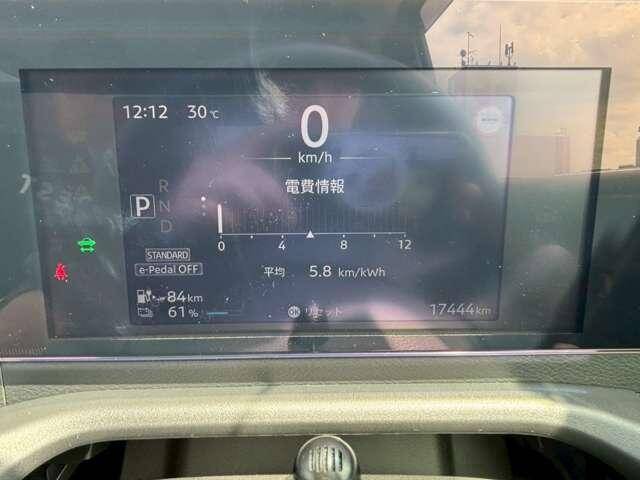 12:12 30℃
0
km/h
電費情報
R
P N
D
0 4 8 12
STANDARD
e-Pedal OFF
平均 5.8 km/kWh
84km
61%
OK リセット
17444km